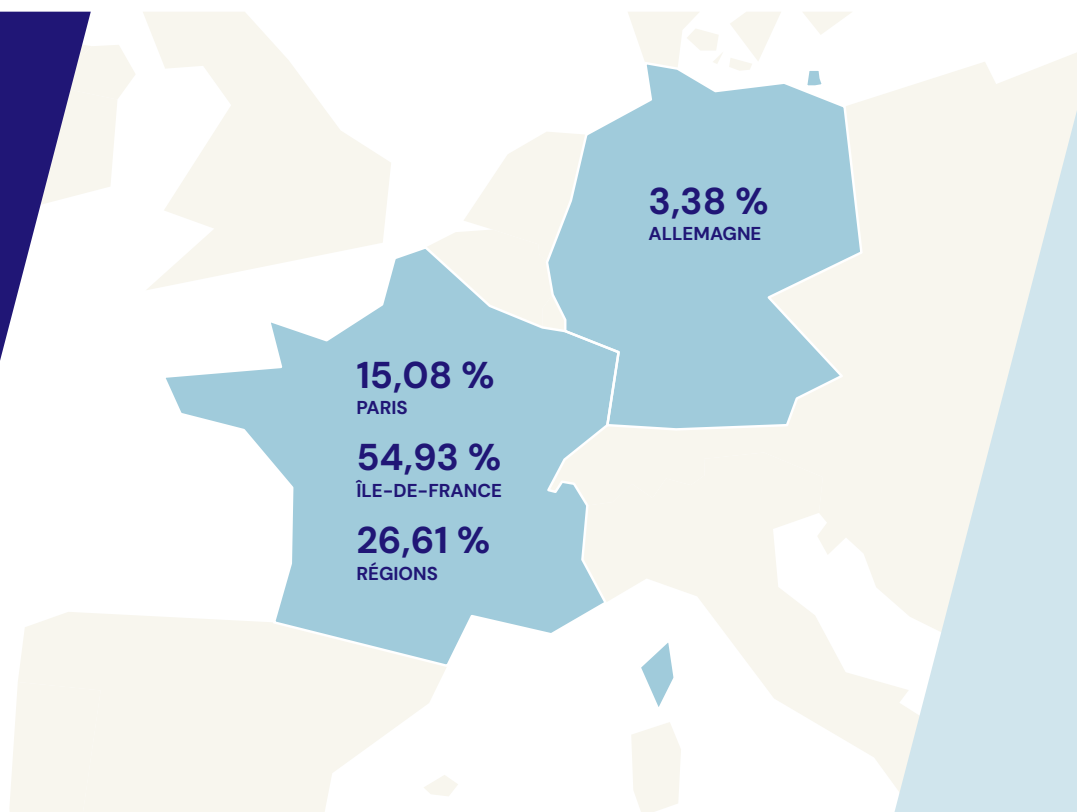 3,38 %
ALLEMAGNE
15,08 %
PARIS
54,93 %
ÎLE-DE-FRANCE
26,61 %
RÉGIONS